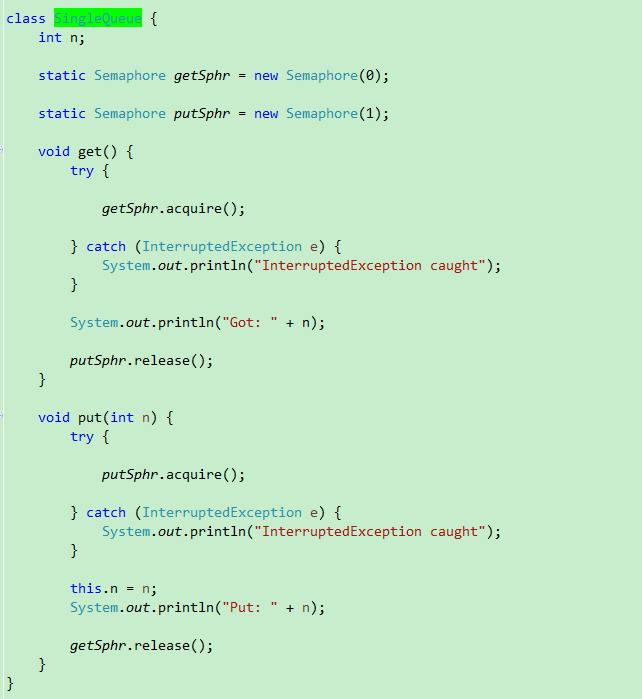 class SingleQueue {
int n;
static Semaphore getSphr = new Semaphore(0);
static Semaphore putSphr = new Semaphore(1);
void get() {
try {
getSphr.acquire();
} catch (InterruptedException e) {
System.out.println("InterruptedException caught");
}
System.out.println("Got: " + n);
putSphr.release();
}
void put(int n) {
try {
putSphr.acquire();
} catch (InterruptedException e) {
System.out.println("InterruptedException caught");
}
this.n = n;
System.out.println("Put: " + n);
getSphr.release();
}
}